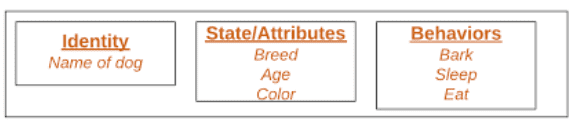 Identity
Name of dog
State/Attributes
Breed
Age
Color
Behaviors
Bark
Sleep
Eat